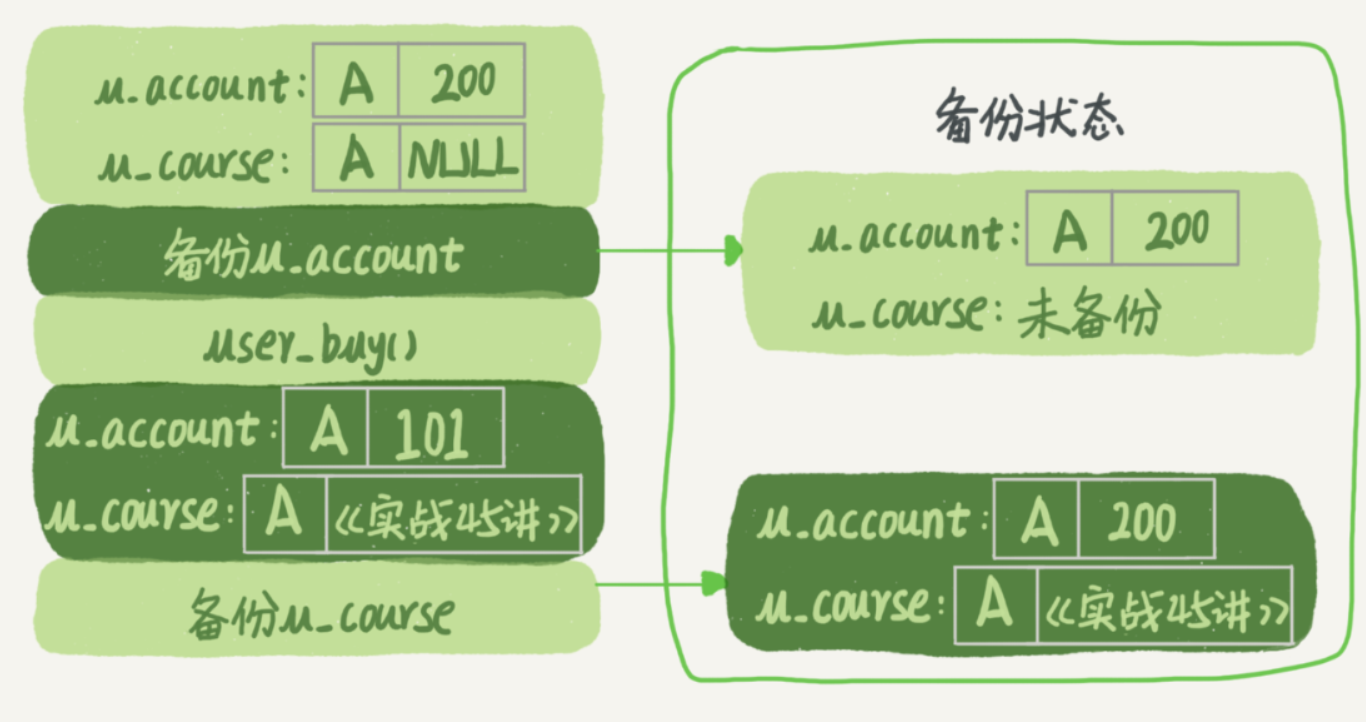 u_account: A 200
u_course: A NULL
备份u_account
user_buy()
u_account: A 101
u_course: A 《实战45讲》
备份u_course
备份状态
u_account: A 200
u_course: 未备份
u_account: A 200
u_course: A 《实战45讲》